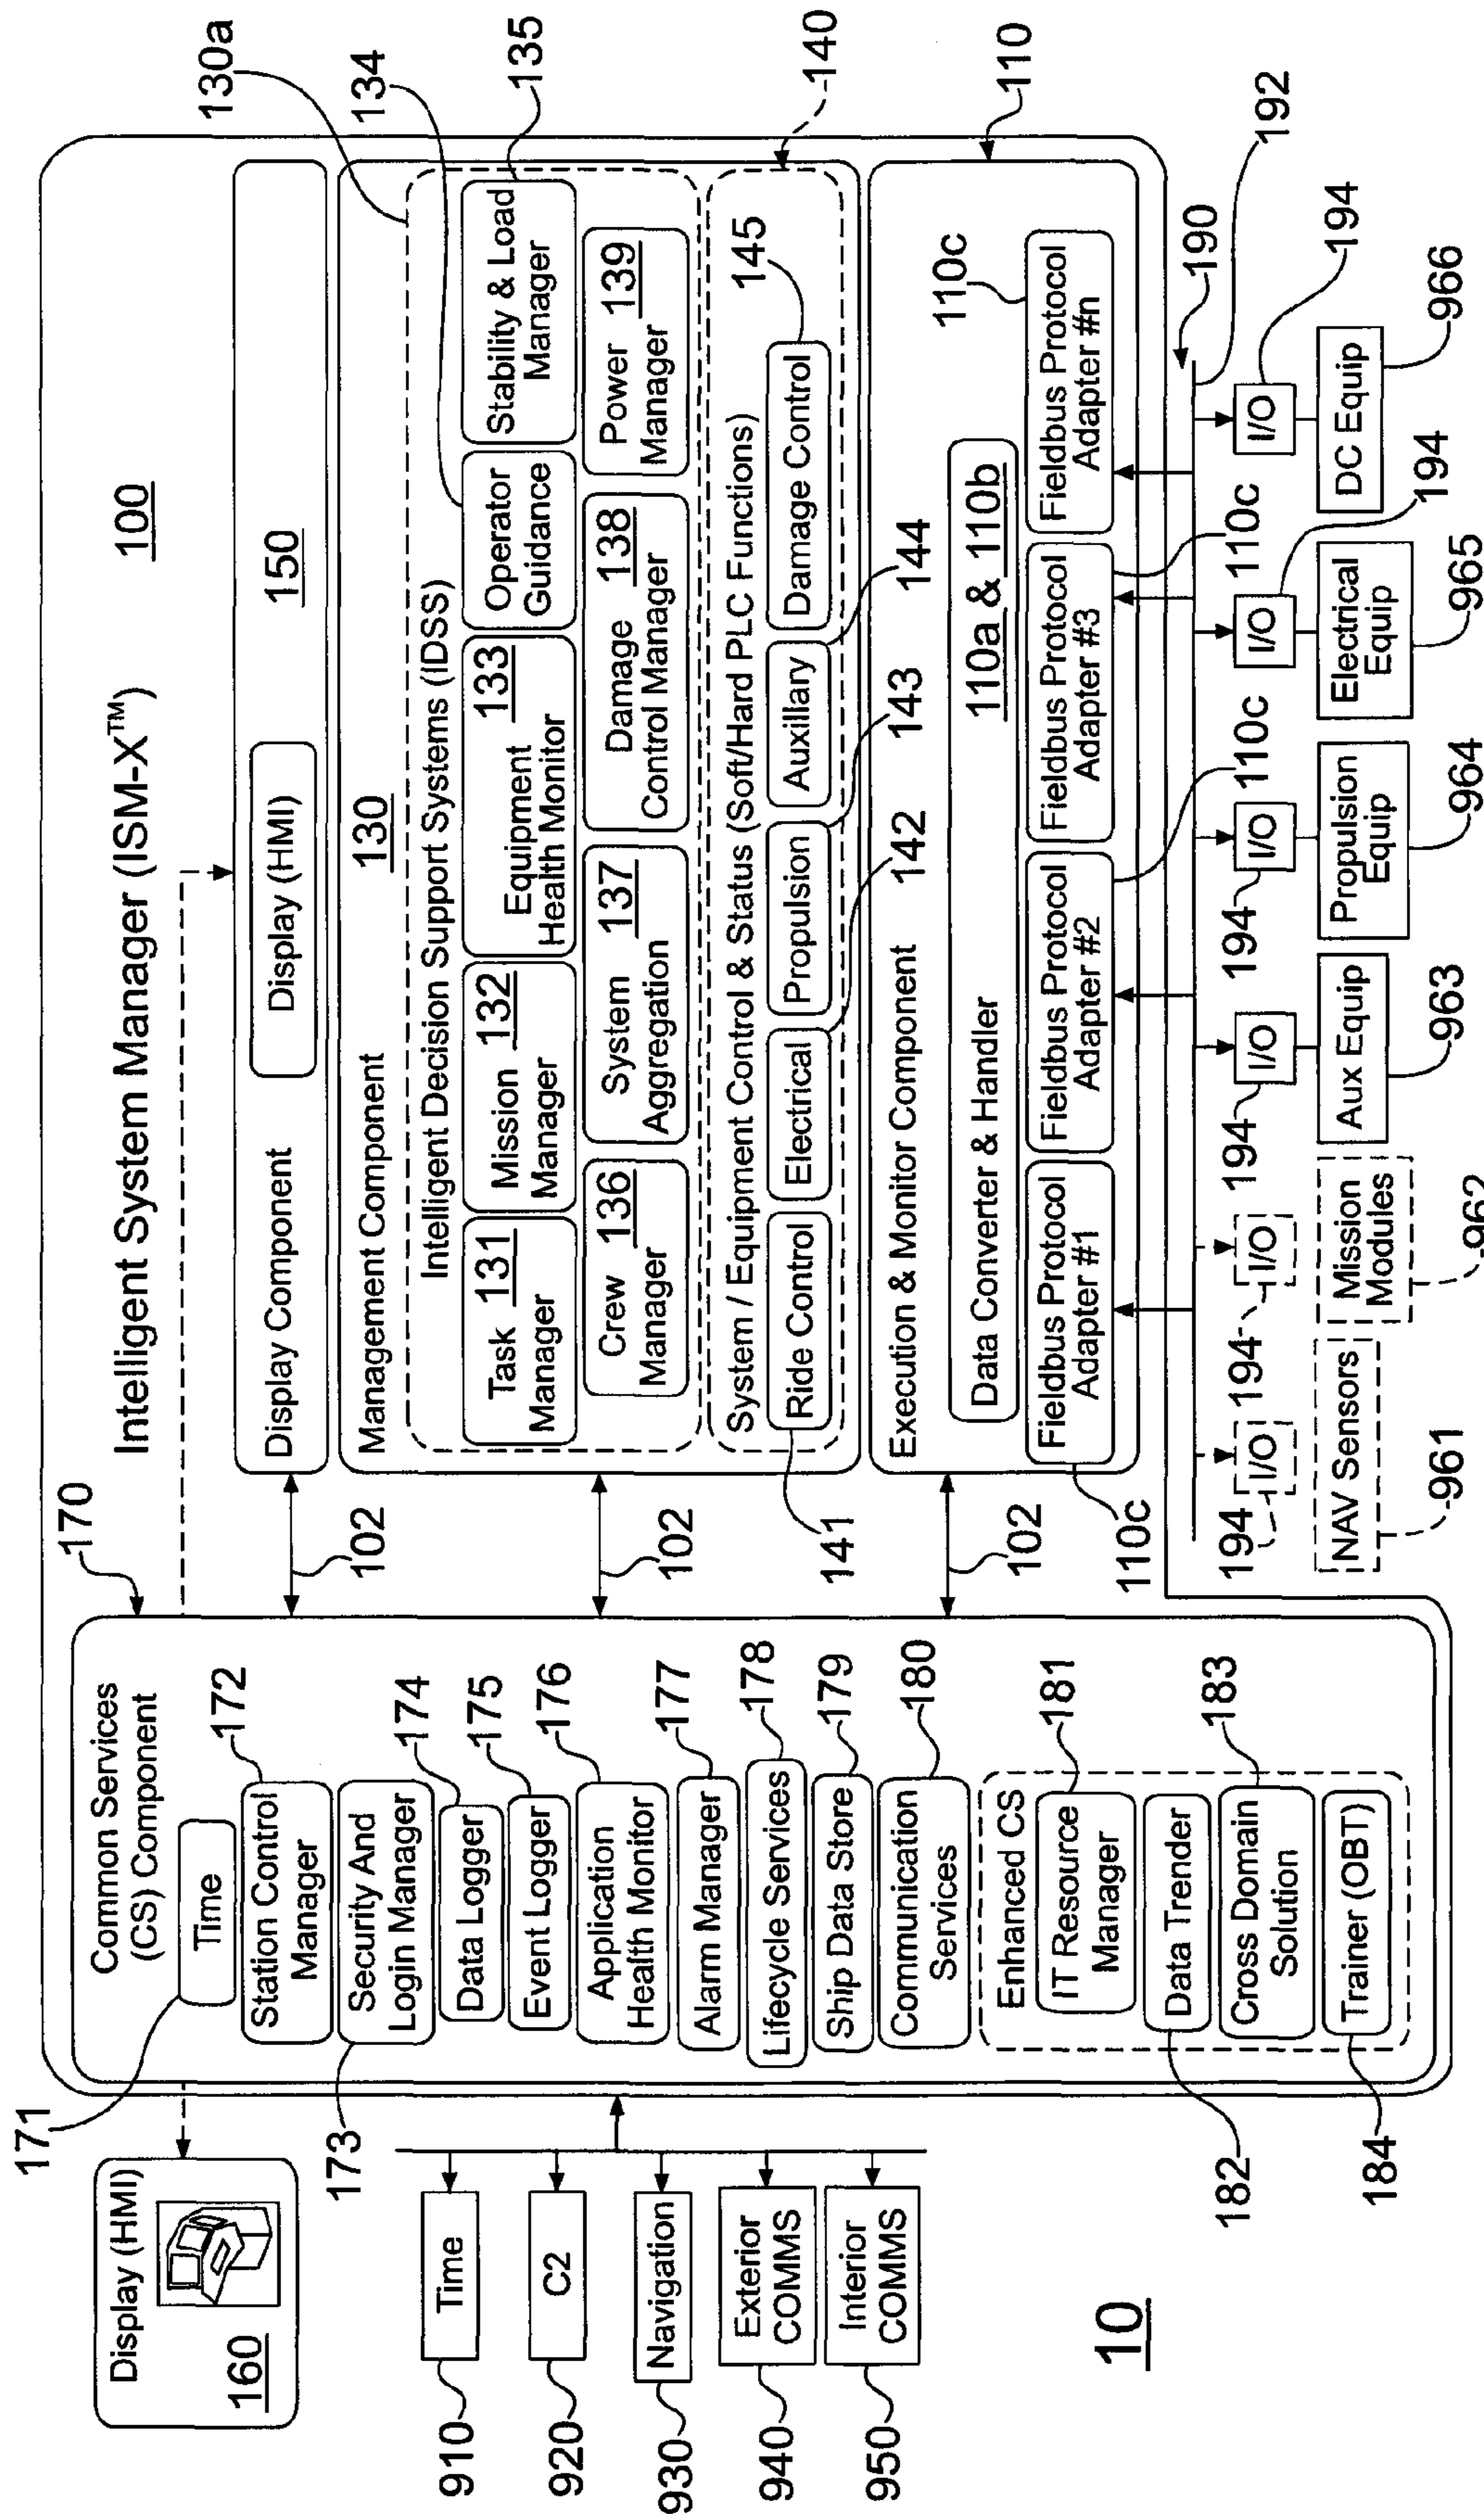 Intelligent System Manager (ISM-X™)
100
130a
134
135
140
110
170
Display (HMI)
160
Common Services
(CS) Component
171
Time
172
Station Control
Manager
173
Security And
Login Manager
174
Data Logger
175
Event Logger
176
Application
Health Monitor
177
Alarm Manager
178
Lifecycle Services
179
Ship Data Store
180
Communication
Services
Enhanced CS
181
IT Resource
Manager
182
Data Trender
183
Cross Domain
Solution
184
Trainer (OBT)
102
102
102
Display Component
Display (HMI)
150
Management Component
130
Intelligent Decision Support Systems (IDSS)
Task 131
Manager
Mission 132
Manager
Equipment 133
Health Monitor
Operator
Guidance
Stability & Load
Manager
Crew 136
Manager
System 137
Aggregation
Damage 138
Control Manager
Power 139
Manager
System / Equipment Control & Status (Soft/Hard PLC Functions)
145
Ride Control
Electrical
Propulsion
Auxillary
Damage Control
141
142
143
144
Execution & Monitor Component
Data Converter & Handler
110a & 110b
110c
Fieldbus Protocol
Adapter #1
Fieldbus Protocol
Adapter #2
Fieldbus Protocol
Adapter #3
Fieldbus Protocol
Adapter #n
110c
110c
110c
190
192
194
I/O
194
I/O
194
I/O
194
I/O
194
I/O
194
I/O
NAV Sensors
961
Mission
Modules
962
Aux Equip
963
Propulsion
Equip
964
Electrical
Equip
965
DC Equip
966
910
Time
920
C2
930
Navigation
940
Exterior
COMMS
950
Interior
COMMS
10